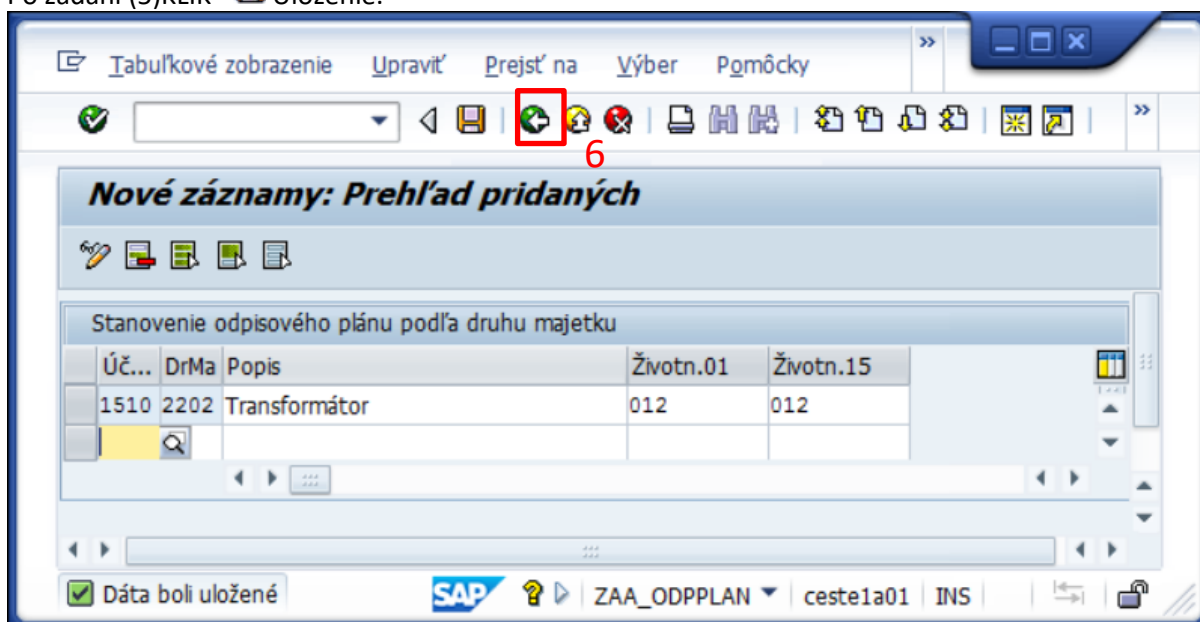 Tabuľkové zobrazenie Upraviť Prejsť na Výber Pomôcky »
»
6
Nové záznamy: Prehľad pridaných
Stanovenie odpisového plánu podľa druhu majetku
Úč... DrMa Popis Životn.01 Životn.15
1510 2202 Transformátor 012 012
Dáta boli uložené SAP ZAA_ODPPLAN ceste1a01 INS